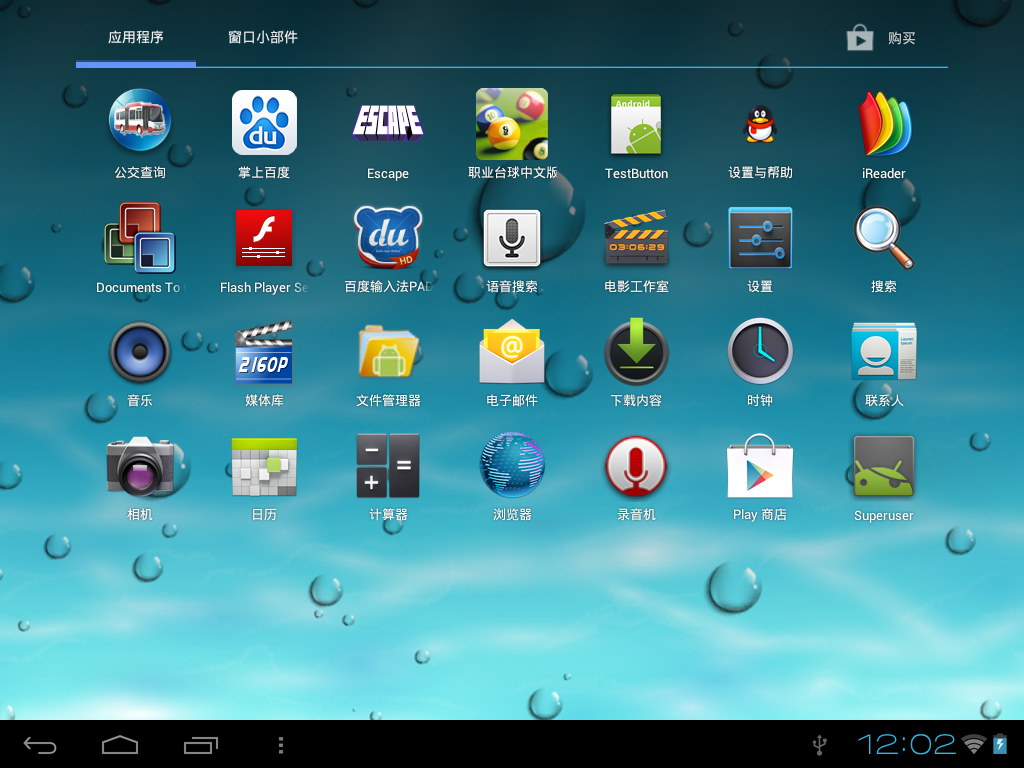 应用程序
窗口小部件
购买
du
ESCAPE
9
Android
公交查询
掌上百度
Escape
职业台球中文版
TestButton
设置与帮助
iReader
du
HD
03:06:29
Documents To
Flash Player Se
百度输入法PAD
语音搜索
电影工作室
设置
搜索
2160P
@
音乐
媒体库
文件管理器
电子邮件
下载内容
时钟
联系人
相机
日历
计算器
浏览器
录音机
Play 商店
Superuser
12:02